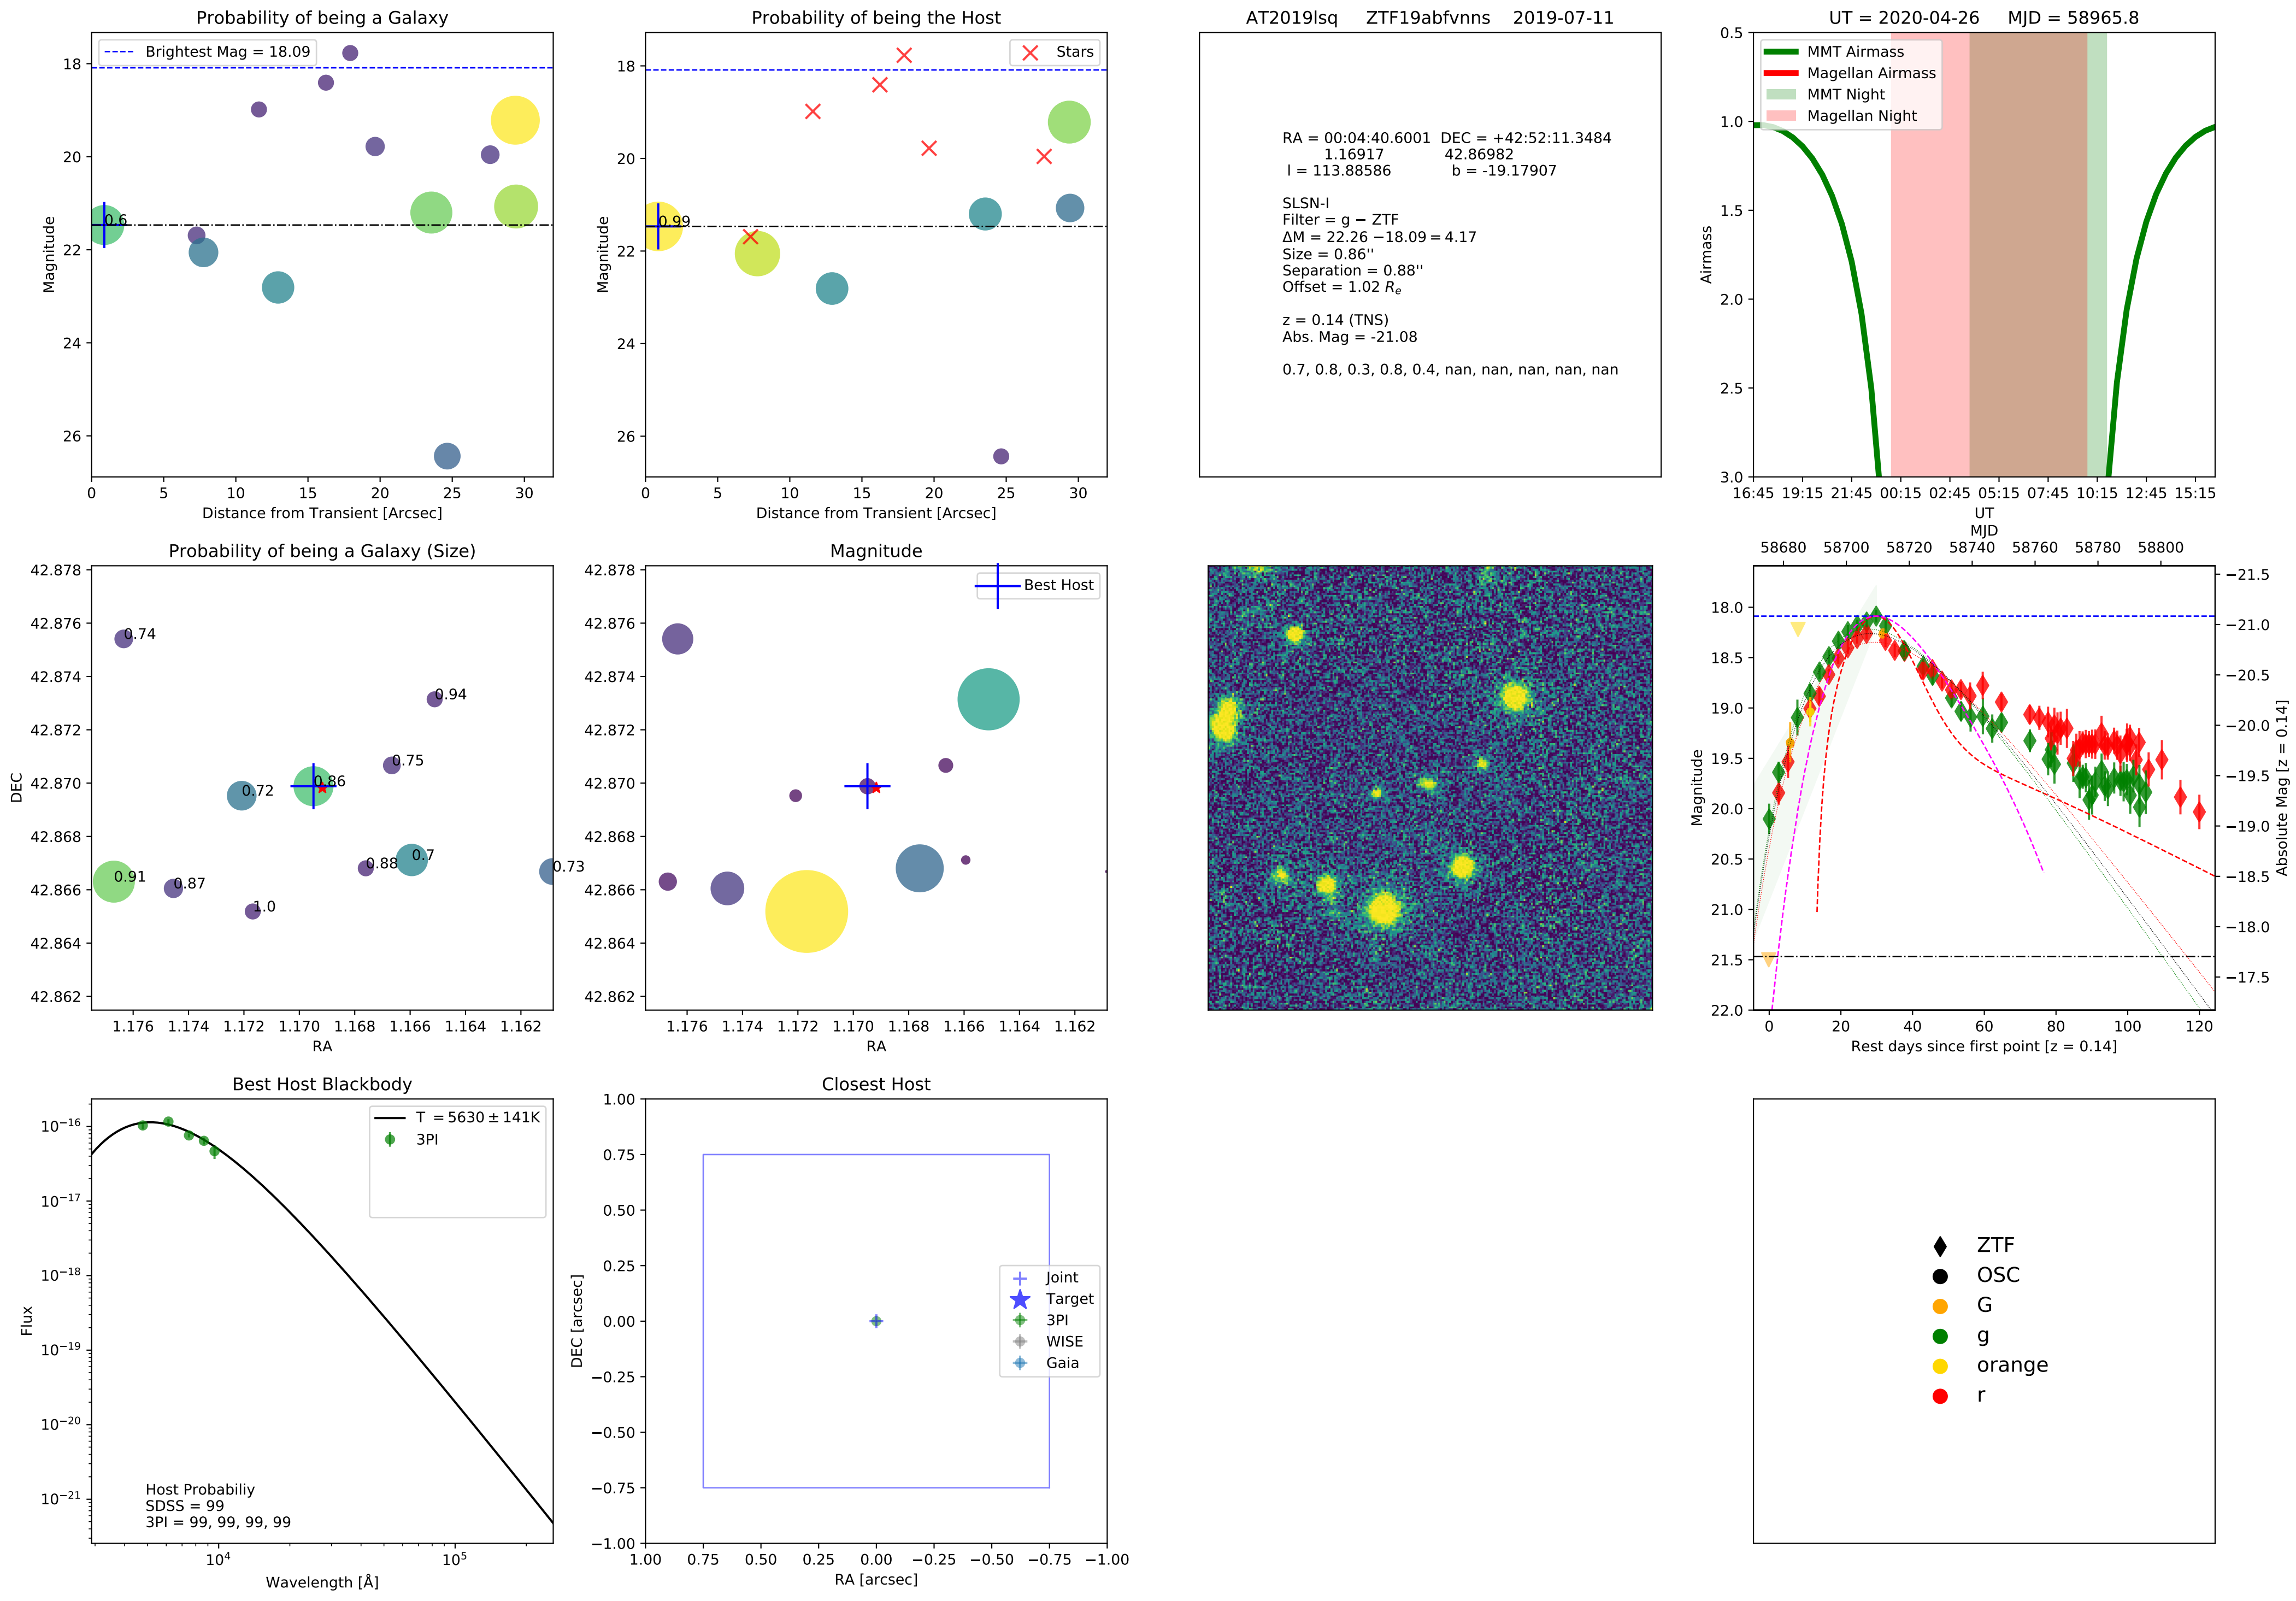 Probability of being a Galaxy
Brightest Mag = 18.09
0.6
18
20
22
24
26
Magnitude
0 5 10 15 20 25 30
Distance from Transient [Arcsec]
Probability of being the Host
Stars
0.99
18
20
22
24
26
Magnitude
0 5 10 15 20 25 30
Distance from Transient [Arcsec]
AT2019lsq ZTF19abfvnns 2019-07-11
RA = 00:04:40.6001 DEC = +42:52:11.3484
1.16917 42.86982
l = 113.88586 b = -19.17907
SLSN-I
Filter = g − ZTF
ΔM = 22.26 −18.09 = 4.17
Size = 0.86''
Separation = 0.88''
Offset = 1.02 Re
z = 0.14 (TNS)
Abs. Mag = -21.08
0.7, 0.8, 0.3, 0.8, 0.4, nan, nan, nan, nan, nan
UT = 2020-04-26 MJD = 58965.8
MMT Airmass
Magellan Airmass
MMT Night
Magellan Night
0.5
1.0
1.5
2.0
2.5
3.0
Airmass
16:45 19:15 21:45 00:15 02:45 05:15 07:45 10:15 12:45 15:15
UT
Probability of being a Galaxy (Size)
42.878
42.876
42.874
42.872
42.870
42.868
42.866
42.864
42.862
DEC
0.74
0.94
0.75
0.86
0.72
0.7
0.88
0.73
0.91
0.87
1.0
1.176 1.174 1.172 1.170 1.168 1.166 1.164 1.162
RA
Magnitude
Best Host
42.878
42.876
42.874
42.872
42.870
42.868
42.866
42.864
42.862
1.176 1.174 1.172 1.170 1.168 1.166 1.164 1.162
RA
MJD
58680 58700 58720 58740 58760 58780 58800
18.0
18.5
19.0
19.5
20.0
20.5
21.0
21.5
22.0
Magnitude
−21.5
−21.0
−20.5
−20.0
−19.5
−19.0
−18.5
−18.0
−17.5
Absolute Mag [z = 0.14]
0 20 40 60 80 100 120
Rest days since first point [z = 0.14]
Best Host Blackbody
T = 5630 ± 141K
3PI
10−16
10−17
10−18
10−19
10−20
10−21
Flux
Host Probabiliy
SDSS = 99
3PI = 99, 99, 99, 99
10⁴ 10⁵
Wavelength [Å]
Closest Host
1.00
0.75
0.50
0.25
0.00
−0.25
−0.50
−0.75
−1.00
DEC [arcsec]
Joint
Target
3PI
WISE
Gaia
1.00 0.75 0.50 0.25 0.00 −0.25 −0.50 −0.75 −1.00
RA [arcsec]
ZTF
OSC
G
g
orange
r